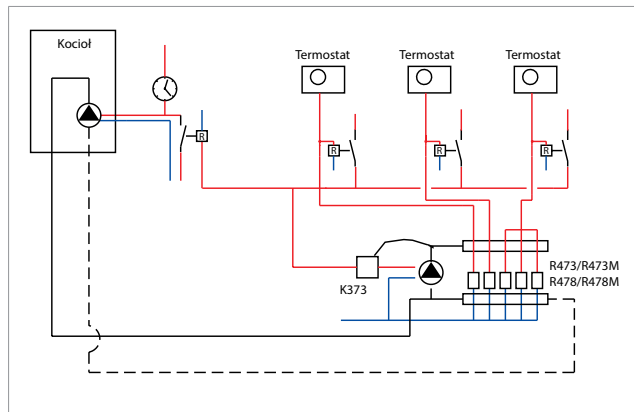 Kocioł
Termostat
Termostat
Termostat
R
R
R
R
K373
R473/R473M
R478/R478M